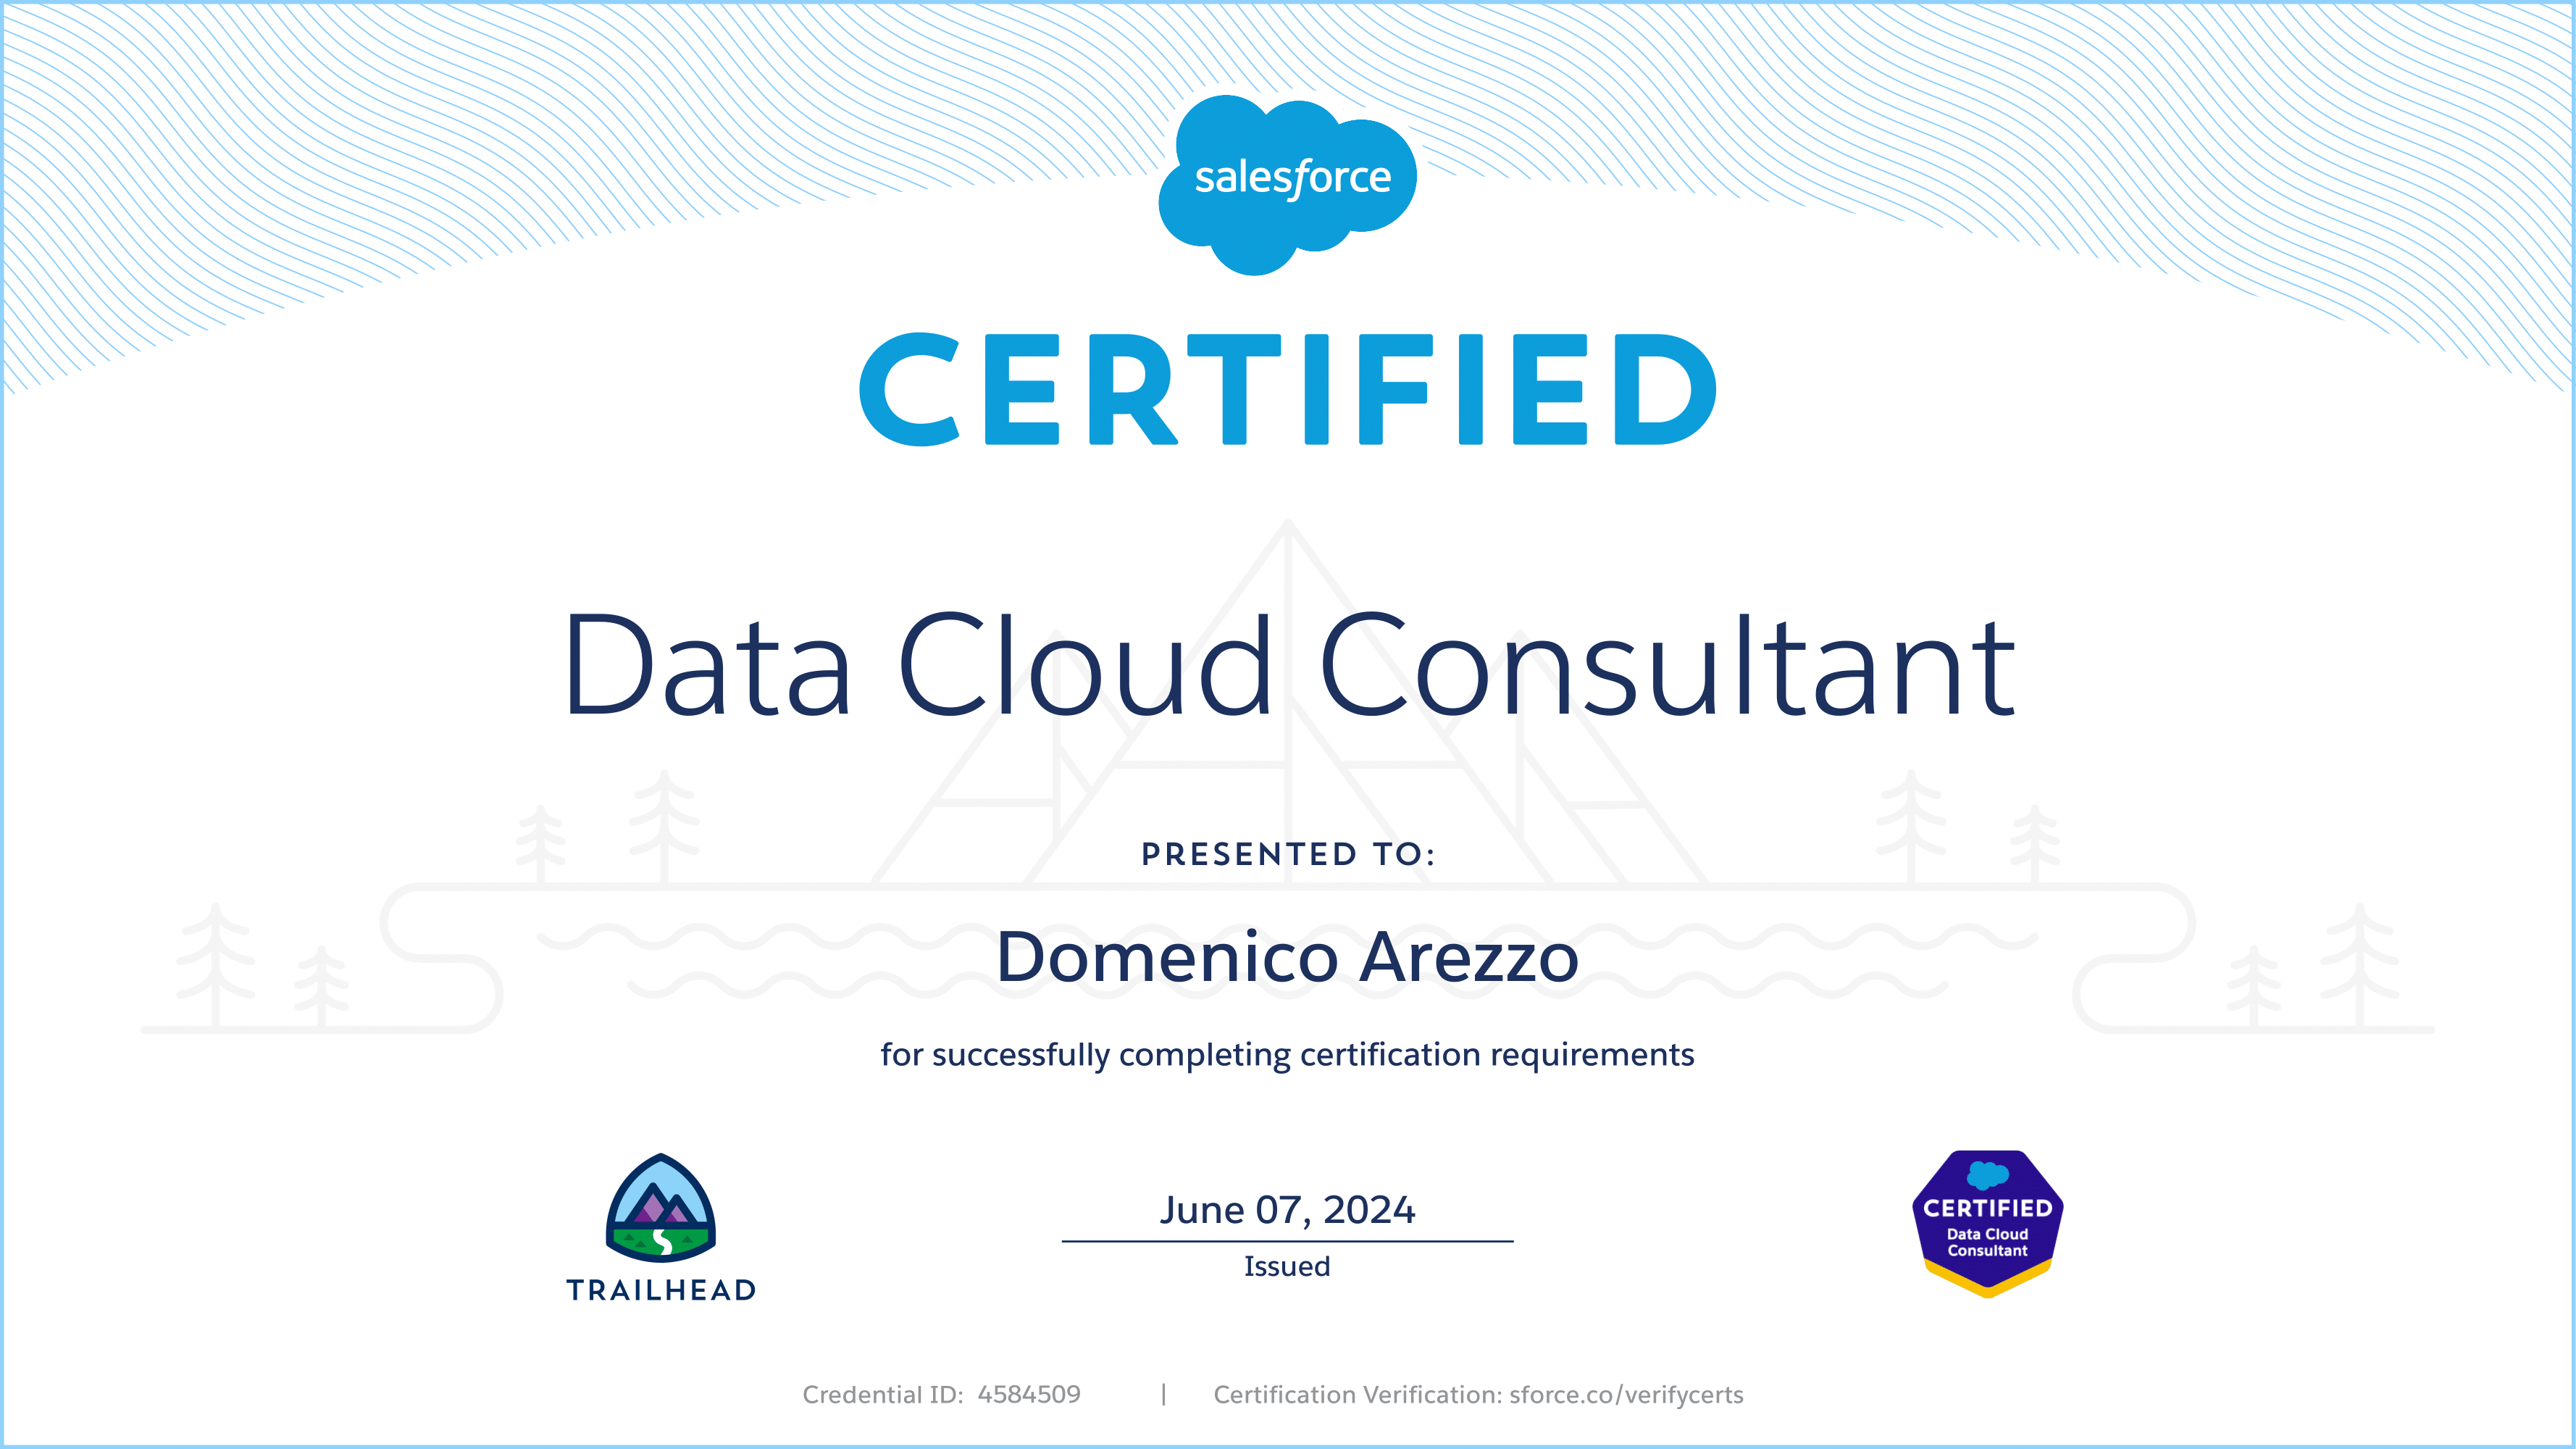 salesforce
CERTIFIED
Data Cloud Consultant
PRESENTED TO:
Domenico Arezzo
for successfully completing certification requirements
TRAILHEAD
June 07, 2024
Issued
CERTIFIED
Data Cloud
Consultant
Credential ID: 4584509 | Certification Verification: sforce.co/verifycerts